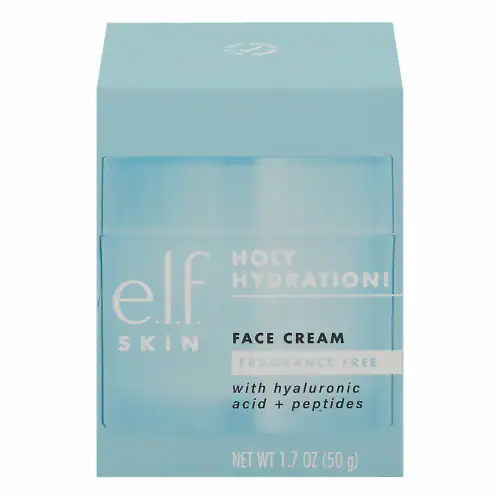 HOLY
HYDRATION!
e.l.f.
SKIN
FACE CREAM
FRAGRANCE FREE
with hyaluronic
acid + peptides
NET WT 1.7 OZ (50 g)